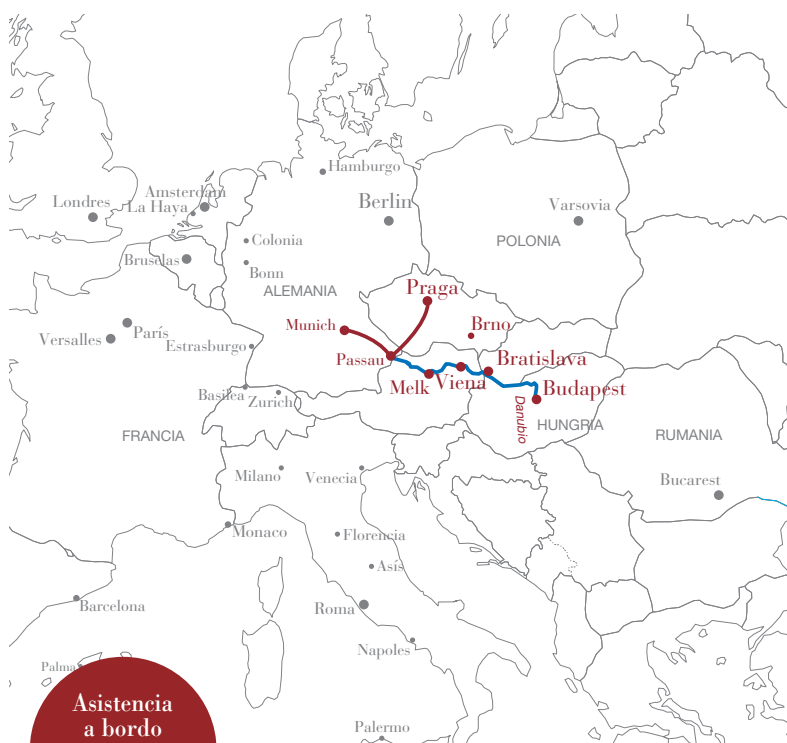 Hamburgo
Amsterdam
Londres
La Haya
Berlin
Varsovia
Colonia
POLONIA
Bruselas
Bonn
ALEMANIA
Praga
París
Munich
Brno
Versalles
Estrasburgo
Passau
Bratislava
Viena
Melk
Budapest
Basilea
Zurich
Danubio
HUNGRIA
FRANCIA
RUMANIA
Milano
Venecia
Bucarest
Monaco
Florencia
Asís
Barcelona
Roma
Napoles
Palma
Asistencia
a bordo
Palermo